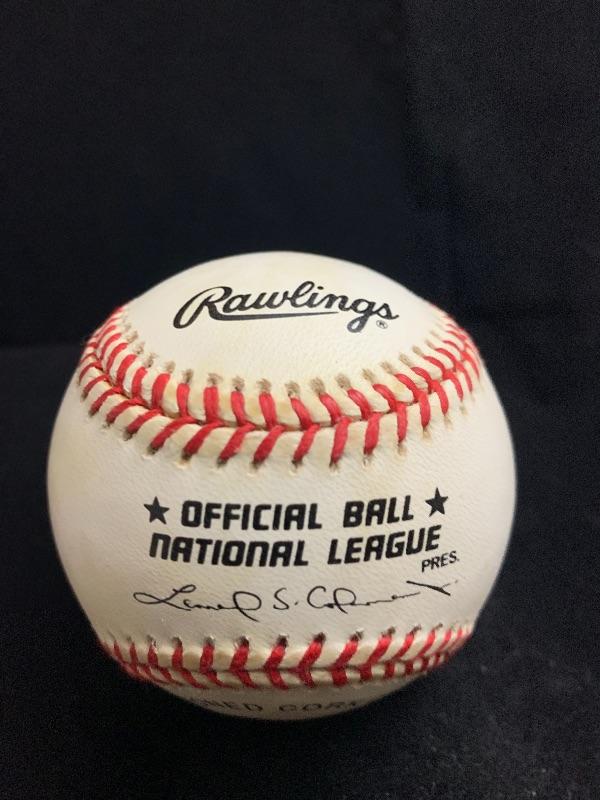 Rawlings®
★ OFFICIAL BALL ★
NATIONAL LEAGUE
PRES.
S.